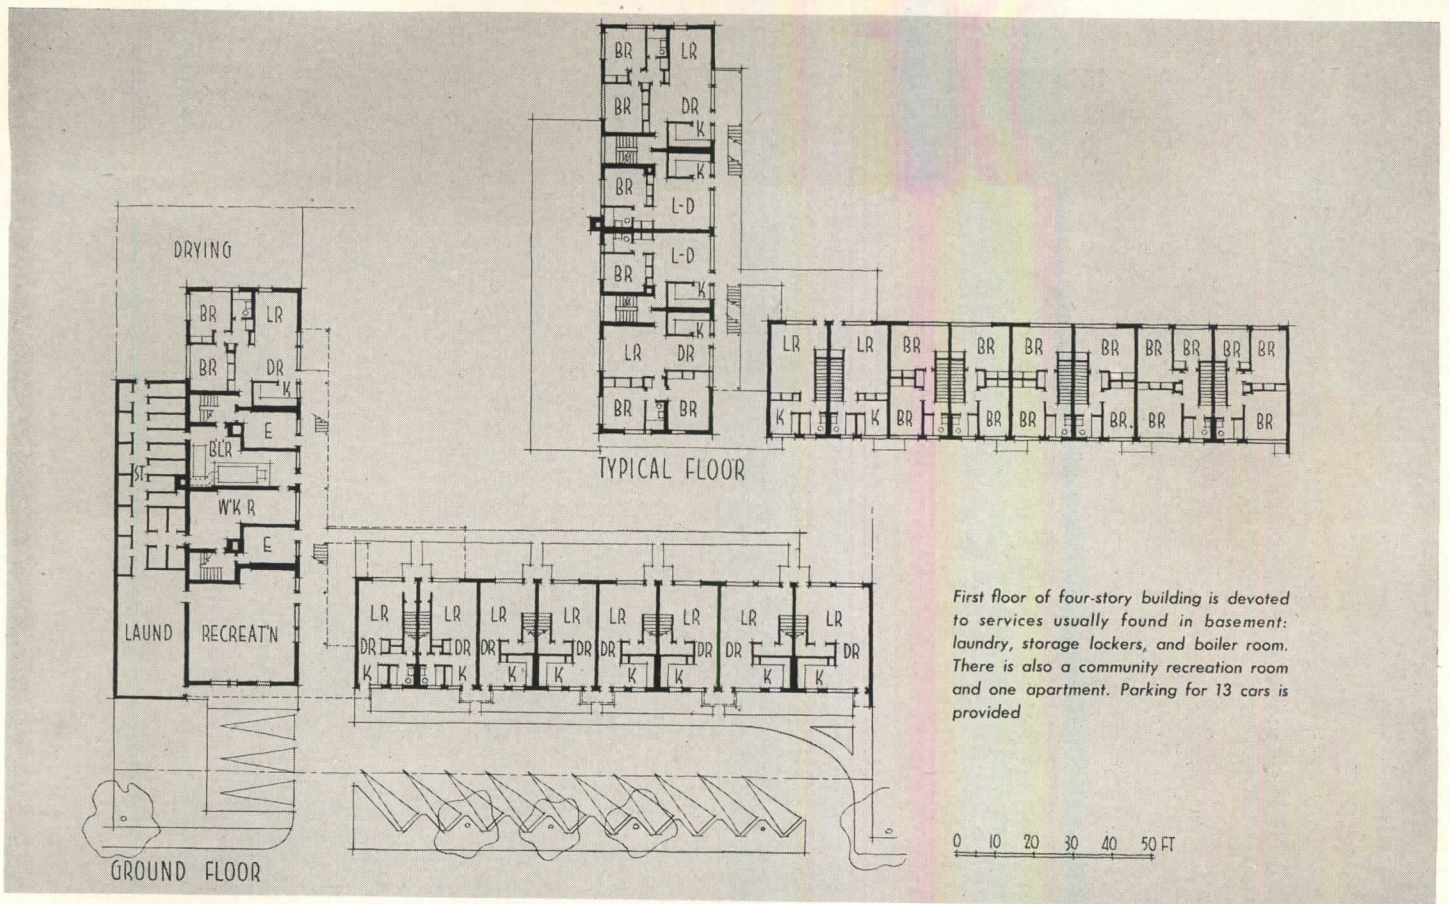 BR LR
BR DR
K
K
BR
L-D
L-D
BR
K
K
LR DR
BR BR
TYPICAL FLOOR
LR LR BR BR BR BR BR BR BR BR
K K BR BR BR BR BR BR
DRYING
BR LR
BR DR
K
E
BL'R
ST
W'K R
E
LAUND RECREAT'N
LR LR LR LR LR LR LR LR
DR DR DR DR DR DR DR DR
K K K K K K K K
GROUND FLOOR
First floor of four-story building is devoted
to services usually found in basement:
laundry, storage lockers, and boiler room.
There is also a community recreation room
and one apartment. Parking for 13 cars is
provided
0 10 20 30 40 50 FT